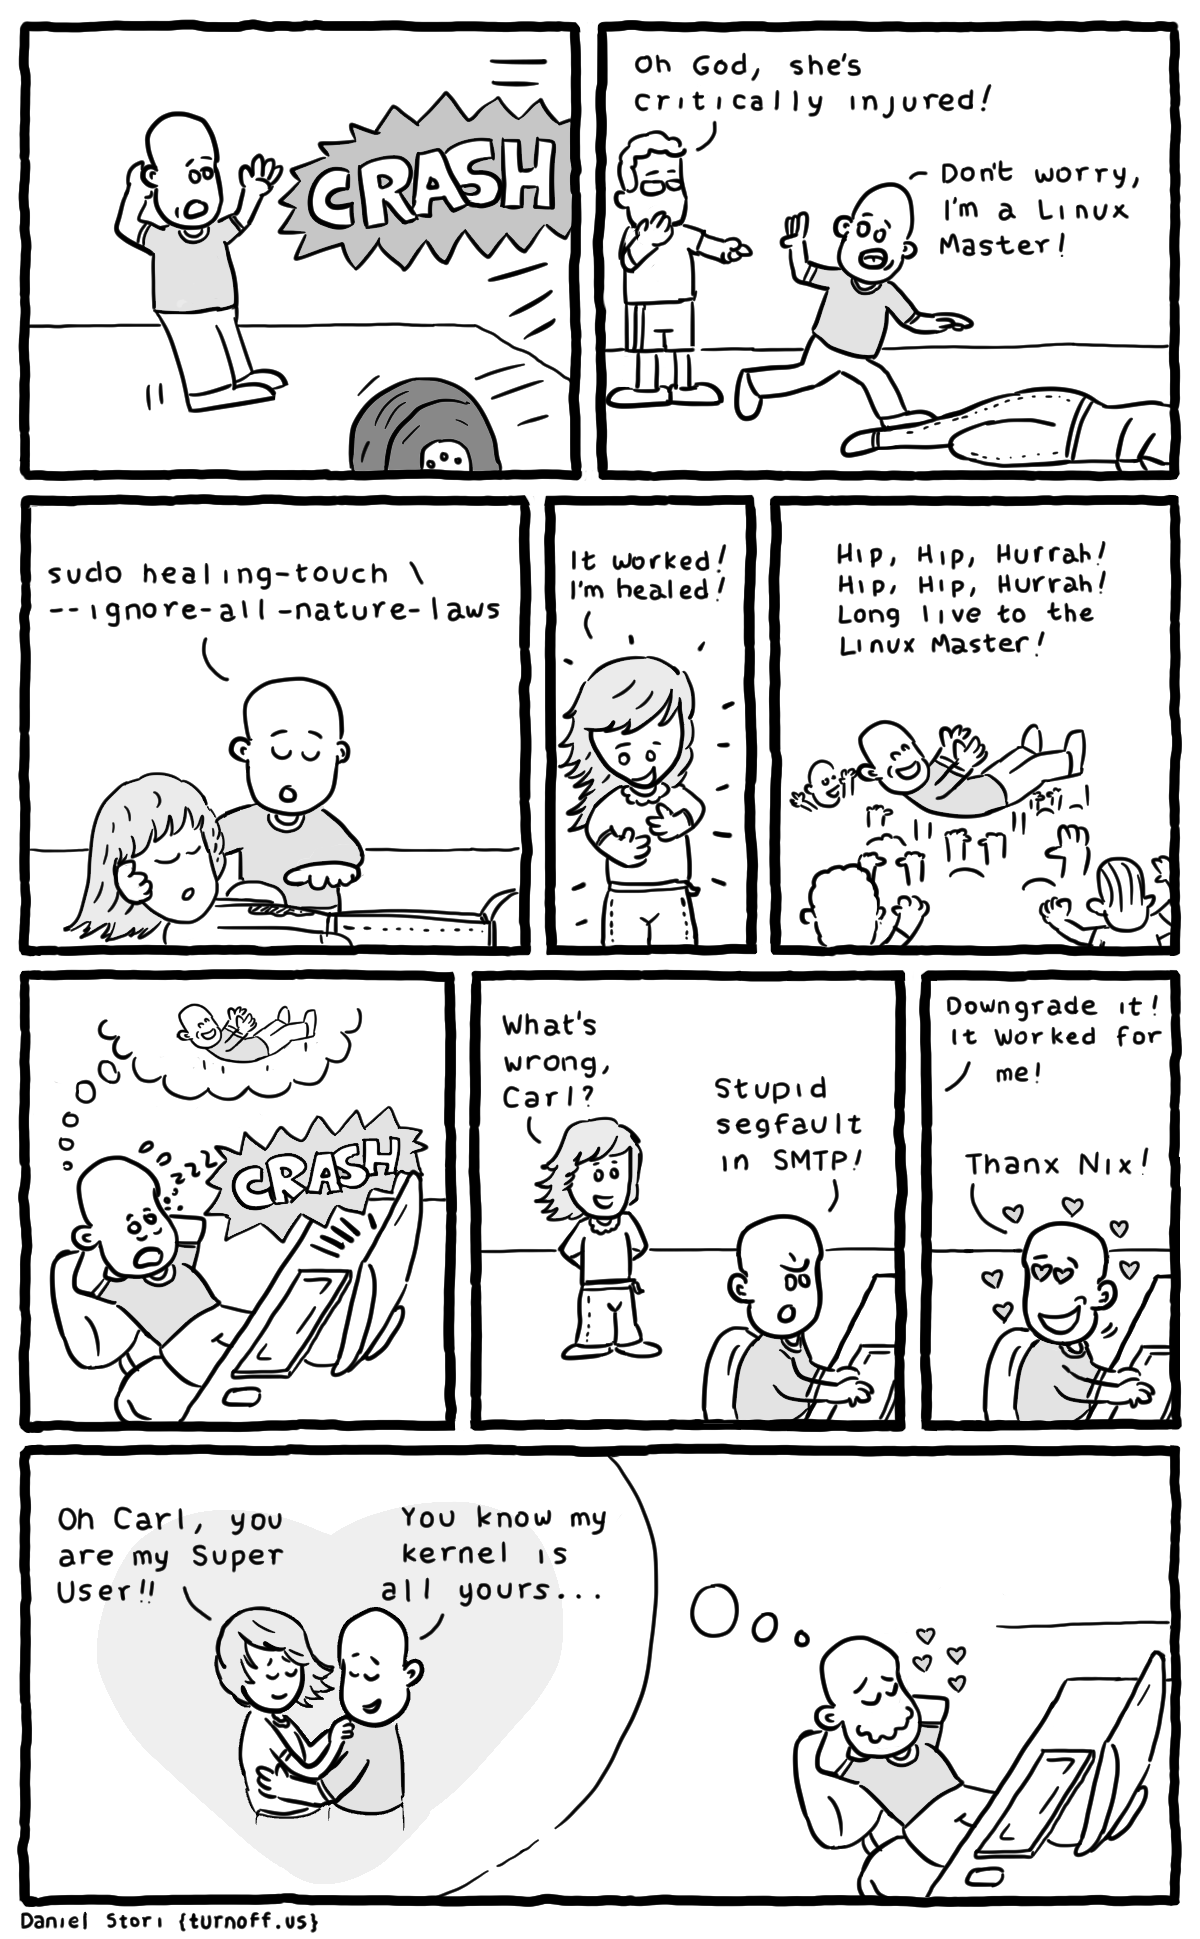 CRASH
Oh God, she's
critically injured!
Don't worry,
I'm a Linux
Master!
sudo healing-touch \
--ignore-all-nature-laws
It worked!
I'm healed!
Hip, Hip, Hurrah!
Hip, Hip, Hurrah!
Long live to the
Linux Master!
zzzz
CRASH
What's
wrong,
Carl?
Stupid
segfault
in SMTP!
Downgrade it!
It worked for
me!
Thanx Nix!
Oh Carl, you
are my Super
User!!
You know my
kernel is
all yours...
Daniel Stori {turnoff.us}